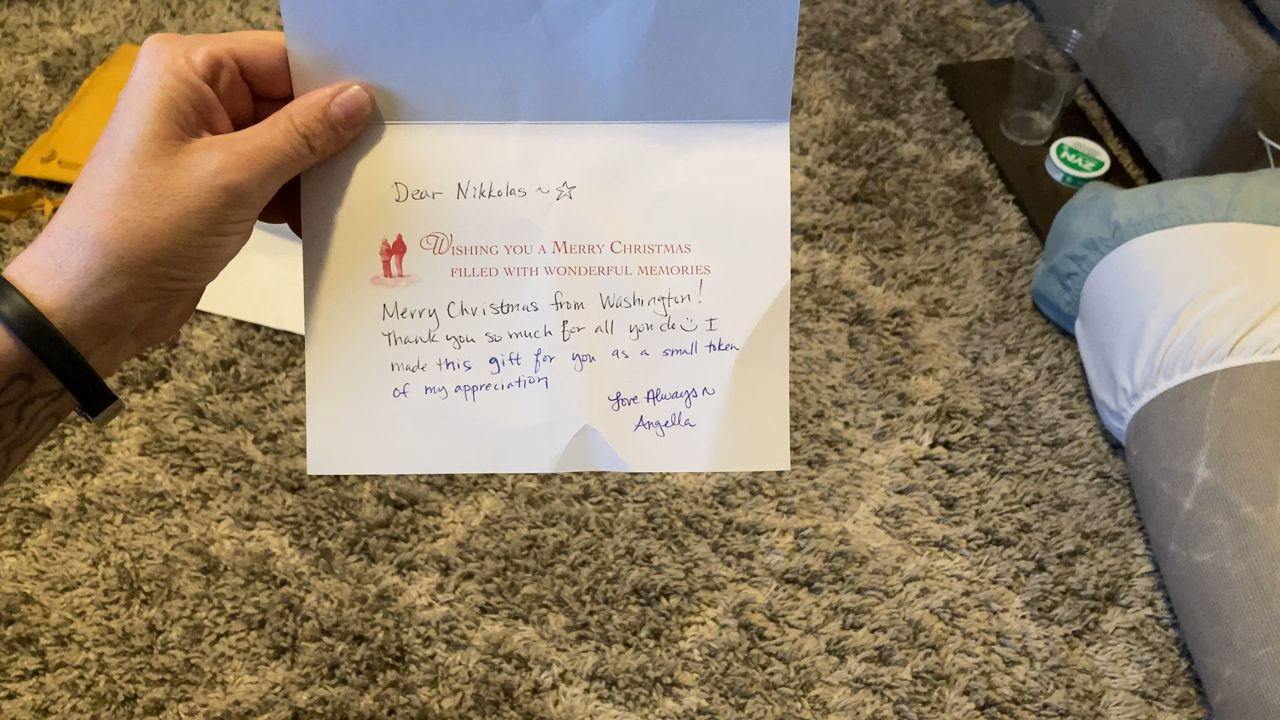 Dear Nikkolas ~ ☆
WISHING YOU A MERRY CHRISTMAS
FILLED WITH WONDERFUL MEMORIES
Merry Christmas from Washington!
Thank you so much for all you do ☺ I
made this gift for you as a small token
of my appreciation
Love Always ~
Angella
ZYN